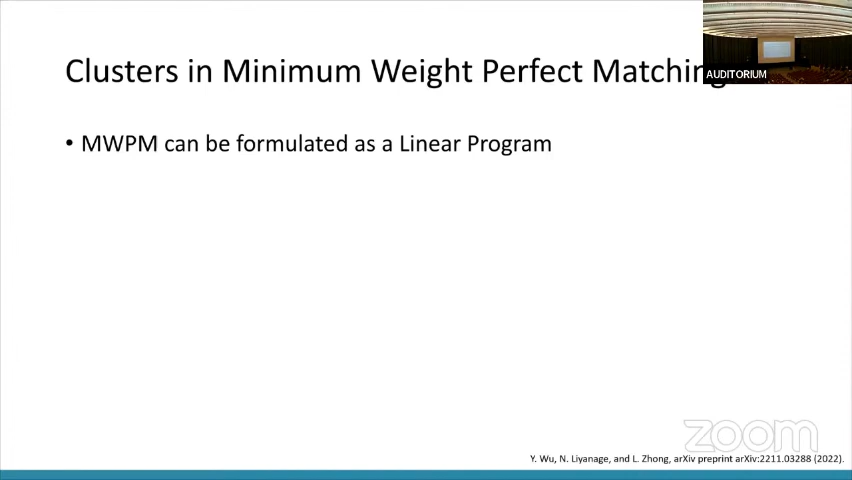 Clusters in Minimum Weight Perfect Matching
AUDITORIUM
• MWPM can be formulated as a Linear Program
zoom
Y. Wu, N. Liyanage, and L. Zhong, arXiv preprint arXiv:2211.03288 (2022).